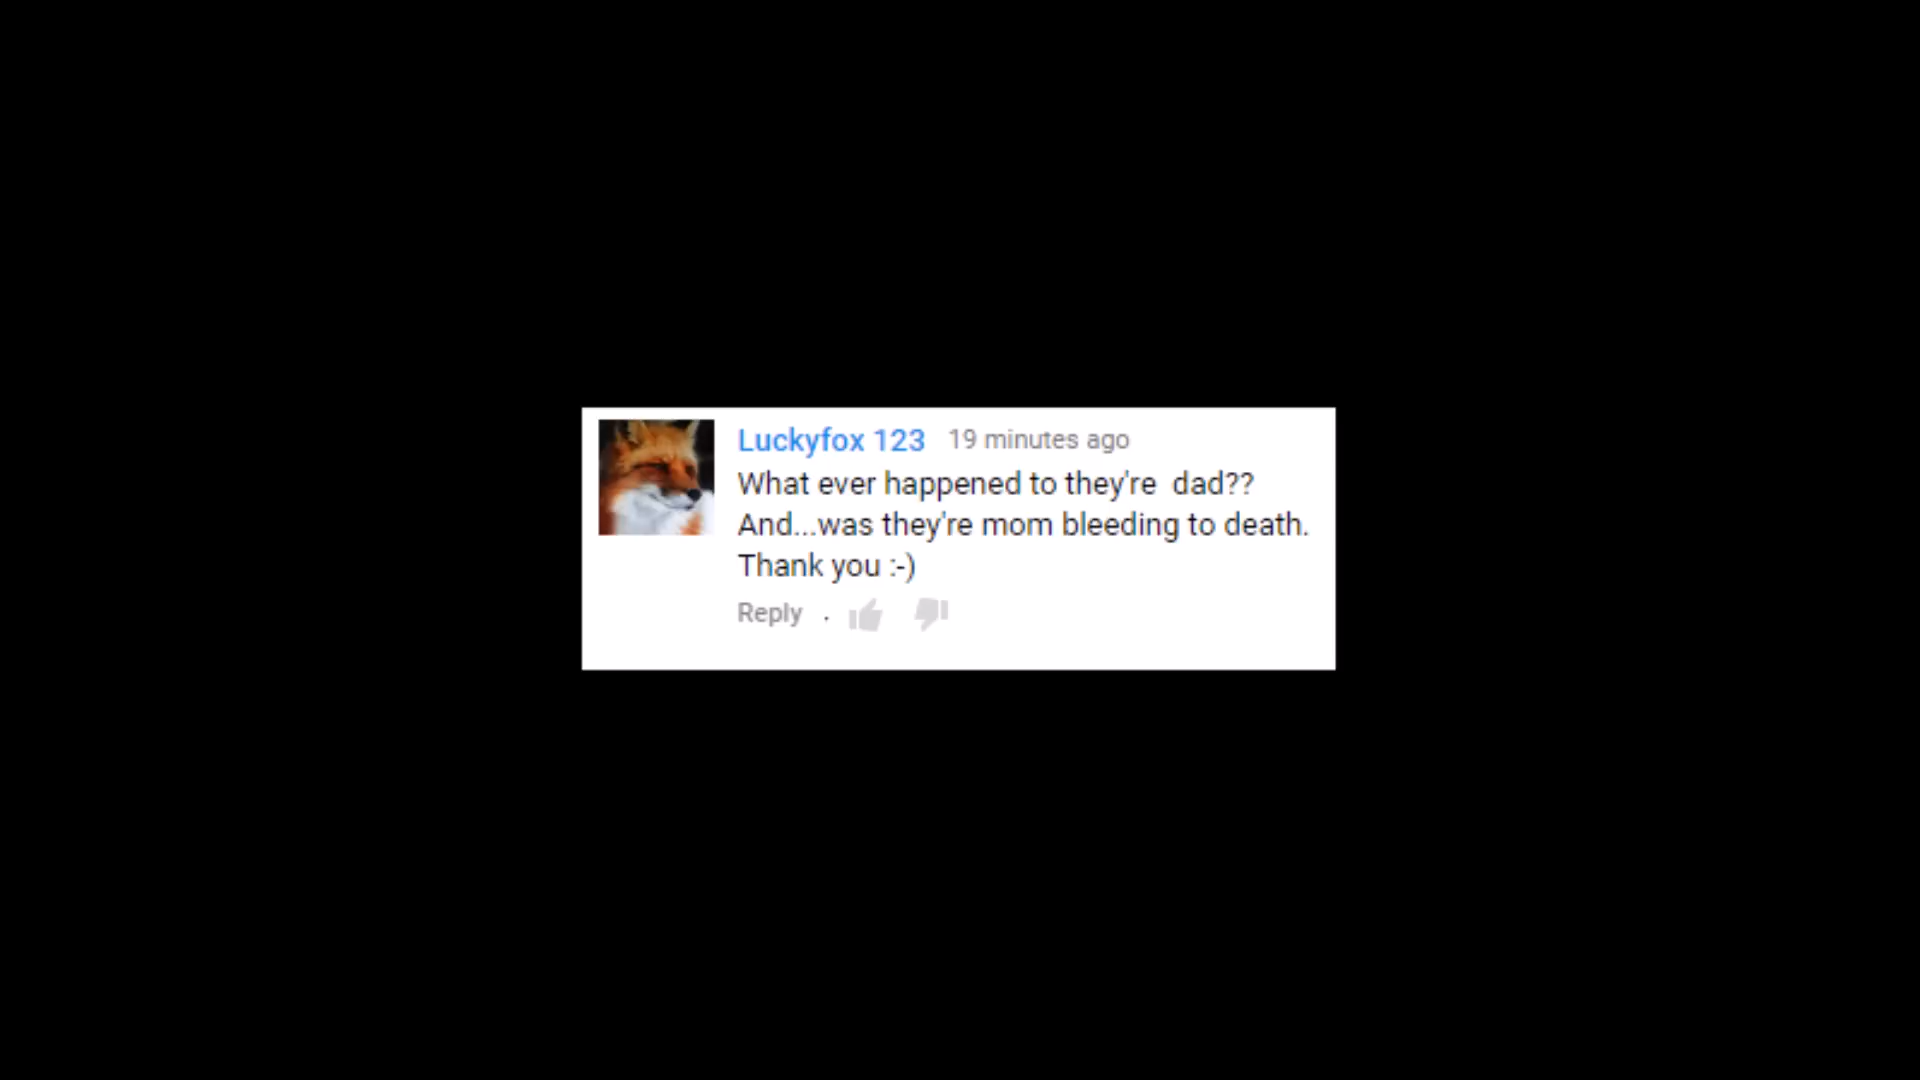 Luckyfox 123 19 minutes ago
What ever happened to they're  dad??
And...was they're mom bleeding to death.
Thank you :-)
Reply .